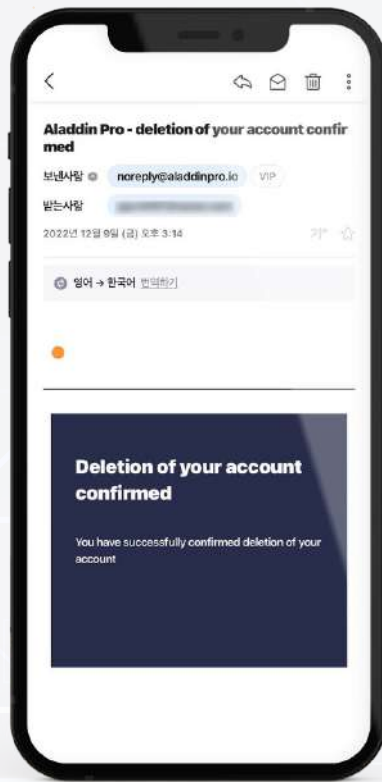 Aladdin Pro - deletion of your account confir
med
보낸사람 noreply@aladdinpro.io VIP
받는사람
2022년 12월 9일 (금) 오후 3:14 가+
영어 → 한국어 번역하기
Deletion of your account
confirmed
You have successfully confirmed deletion of your
account